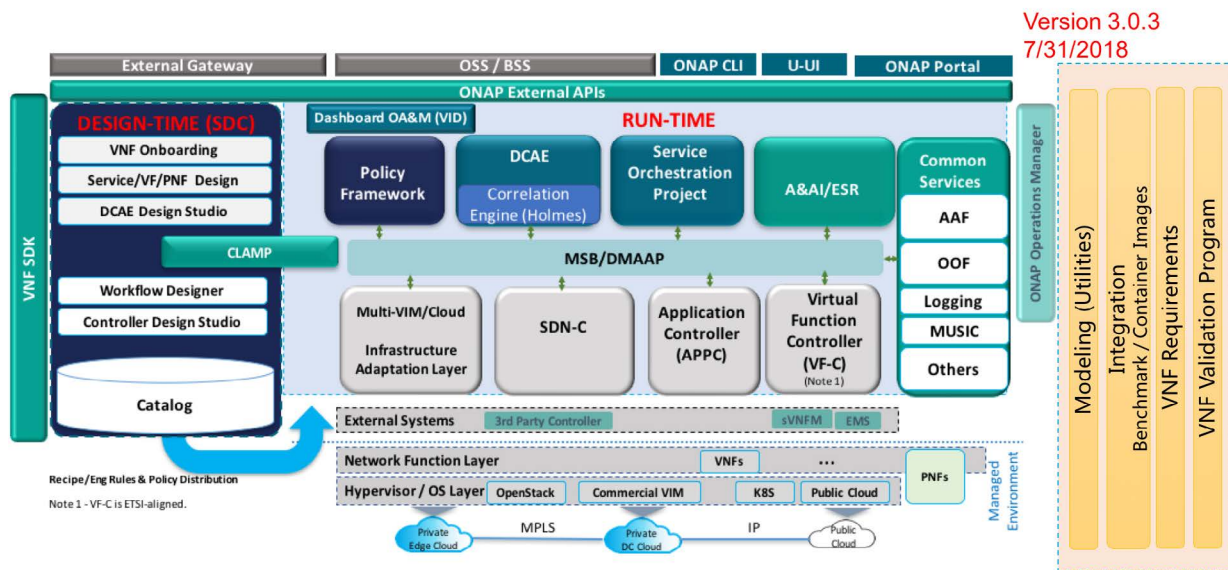 Version 3.0.3
7/31/2018
External Gateway
OSS / BSS
ONAP CLI
U-UI
ONAP Portal
ONAP External APIs
VNF SDK
DESIGN-TIME (SDC)
VNF Onboarding
Service/VF/PNF Design
DCAE Design Studio
CLAMP
Workflow Designer
Controller Design Studio
Catalog
Recipe/Eng Rules & Policy Distribution
Note 1 - VF-C is ETSI-aligned.
Dashboard OA&M (VID)
RUN-TIME
Policy
Framework
DCAE
Correlation
Engine (Holmes)
Service
Orchestration
Project
A&AI/ESR
MSB/DMAAP
Multi-VIM/Cloud
Infrastructure
Adaptation Layer
SDN-C
Application
Controller
(APPC)
Virtual
Function
Controller
(VF-C)
(Note 1)
Common
Services
AAF
OOF
Logging
MUSIC
Others
External Systems
3rd Party Controller
sVNFM
EMS
Network Function Layer
VNFs
...
PNFs
Hypervisor / OS Layer
OpenStack
Commercial VIM
K8S
Public Cloud
Managed
Environment
Private
Edge Cloud
MPLS
Private
DC Cloud
IP
Public
Cloud
ONAP Operations Manager
Modeling (Utilities)
Integration
Benchmark / Container Images
VNF Requirements
VNF Validation Program